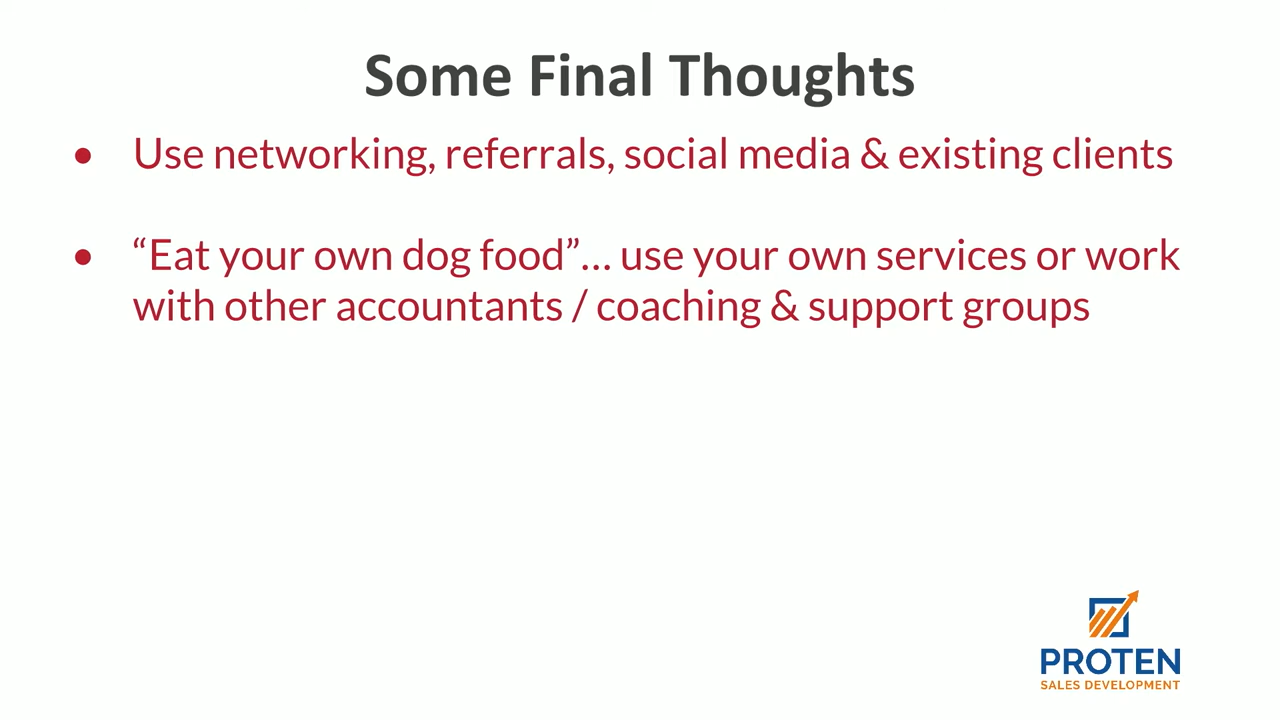 Some Final Thoughts
• Use networking, referrals, social media & existing clients
• “Eat your own dog food”... use your own services or work
with other accountants / coaching & support groups
PROTEN
SALES DEVELOPMENT